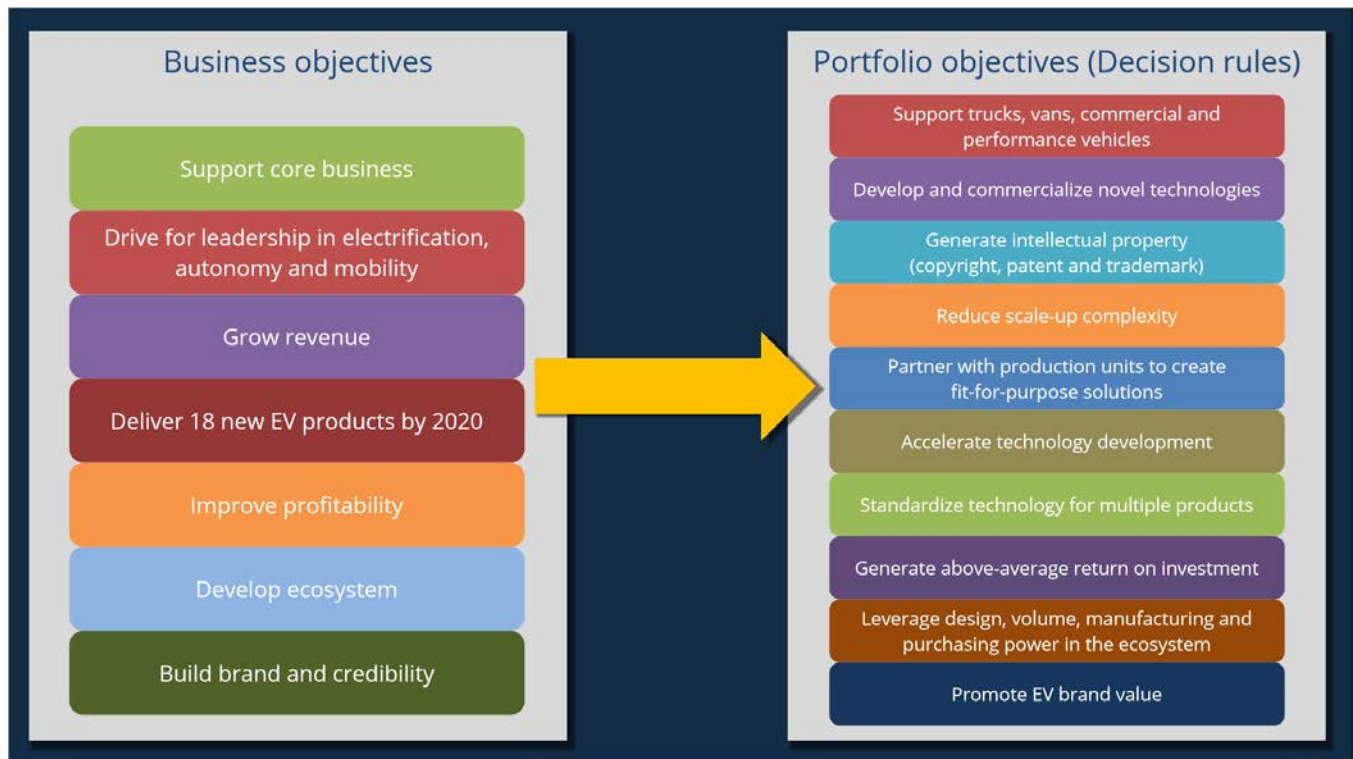 Business objectives
Support core business
Drive for leadership in electrification,
autonomy and mobility
Grow revenue
Deliver 18 new EV products by 2020
Improve profitability
Develop ecosystem
Build brand and credibility
Portfolio objectives (Decision rules)
Support trucks, vans, commercial and
performance vehicles
Develop and commercialize novel technologies
Generate intellectual property
(copyright, patent and trademark)
Reduce scale-up complexity
Partner with production units to create
fit-for-purpose solutions
Accelerate technology development
Standardize technology for multiple products
Generate above-average return on investment
Leverage design, volume, manufacturing and
purchasing power in the ecosystem
Promote EV brand value